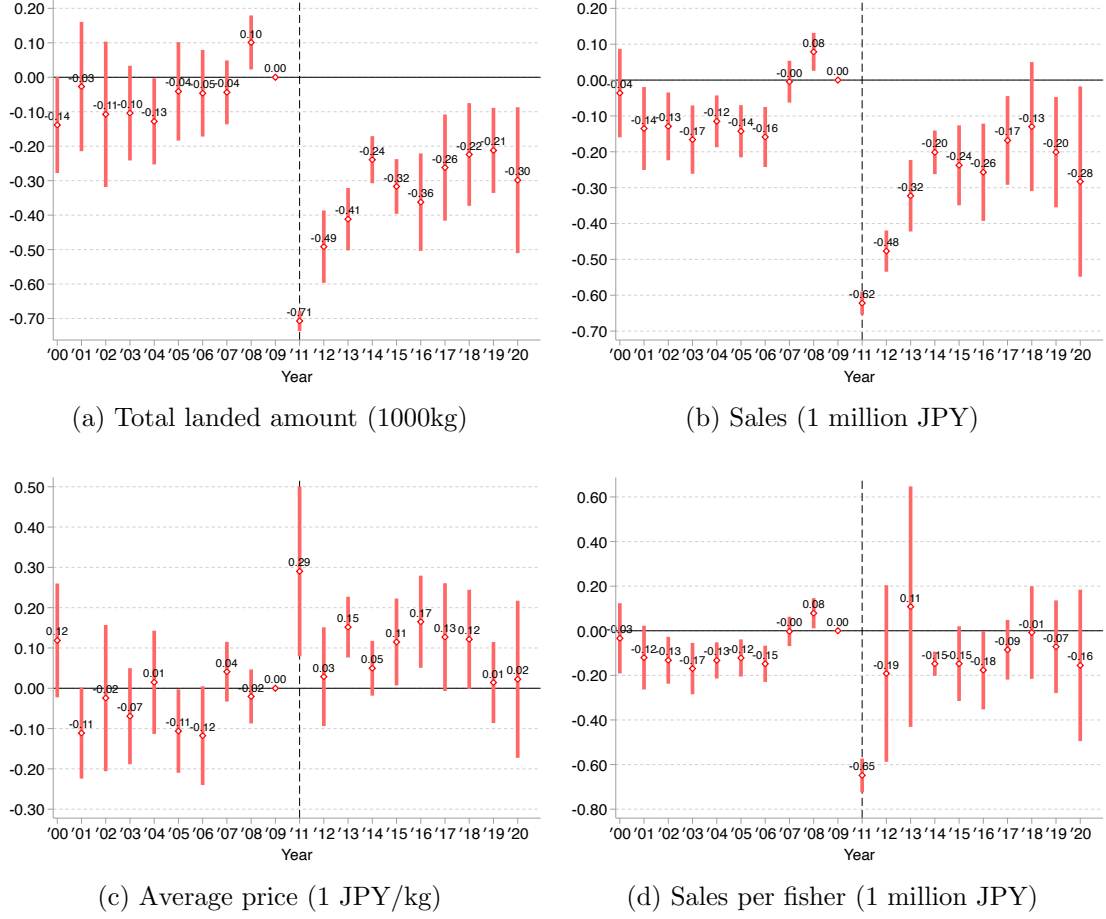 0.20
0.10
0.00
-0.10
-0.20
-0.30
-0.40
-0.50
-0.60
-0.70
-0.14 -0.03 -0.11 -0.10 -0.13 -0.04 -0.05 -0.04 0.10 0.00 -0.71 -0.49 -0.41 -0.24 -0.32 -0.36 -0.26 -0.22 -0.21 -0.30
'00 '01 '02 '03 '04 '05 '06 '07 '08 '09 '11 '12 '13 '14 '15 '16 '17 '18 '19 '20
Year
(a) Total landed amount (1000kg)
0.20
0.10
0.00
-0.10
-0.20
-0.30
-0.40
-0.50
-0.60
-0.70
-0.04 -0.14 -0.13 -0.17 -0.12 -0.14 -0.16 -0.00 0.08 0.00 -0.62 -0.48 -0.32 -0.20 -0.24 -0.26 -0.17 -0.13 -0.20 -0.28
'00 '01 '02 '03 '04 '05 '06 '07 '08 '09 '11 '12 '13 '14 '15 '16 '17 '18 '19 '20
Year
(b) Sales (1 million JPY)
0.50
0.40
0.30
0.20
0.10
0.00
-0.10
-0.20
-0.30
0.12 -0.11 -0.02 -0.07 0.01 -0.11 -0.12 0.04 -0.02 0.00 0.29 0.03 0.15 0.05 0.11 0.17 0.13 0.12 0.01 0.02
'00 '01 '02 '03 '04 '05 '06 '07 '08 '09 '11 '12 '13 '14 '15 '16 '17 '18 '19 '20
Year
(c) Average price (1 JPY/kg)
0.60
0.40
0.20
0.00
-0.20
-0.40
-0.60
-0.80
-0.03 -0.12 -0.13 -0.17 -0.13 -0.12 -0.15 -0.00 0.08 0.00 -0.65 -0.19 0.11 -0.15 -0.15 -0.18 -0.09 -0.01 -0.07 -0.16
'00 '01 '02 '03 '04 '05 '06 '07 '08 '09 '11 '12 '13 '14 '15 '16 '17 '18 '19 '20
Year
(d) Sales per fisher (1 million JPY)